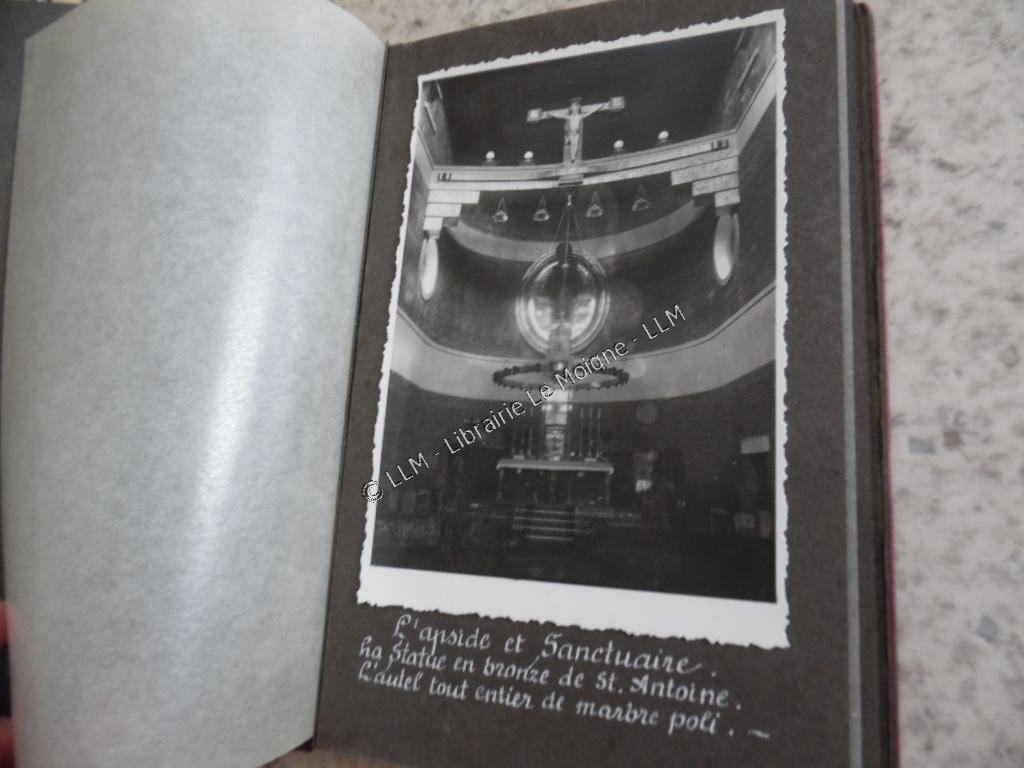 © LLM - Librairie Le Moigne - LLM
L'apside et Sanctuaire.
La statue en bronze de St. Antoine.
L'autel tout entier de marbre poli. ~